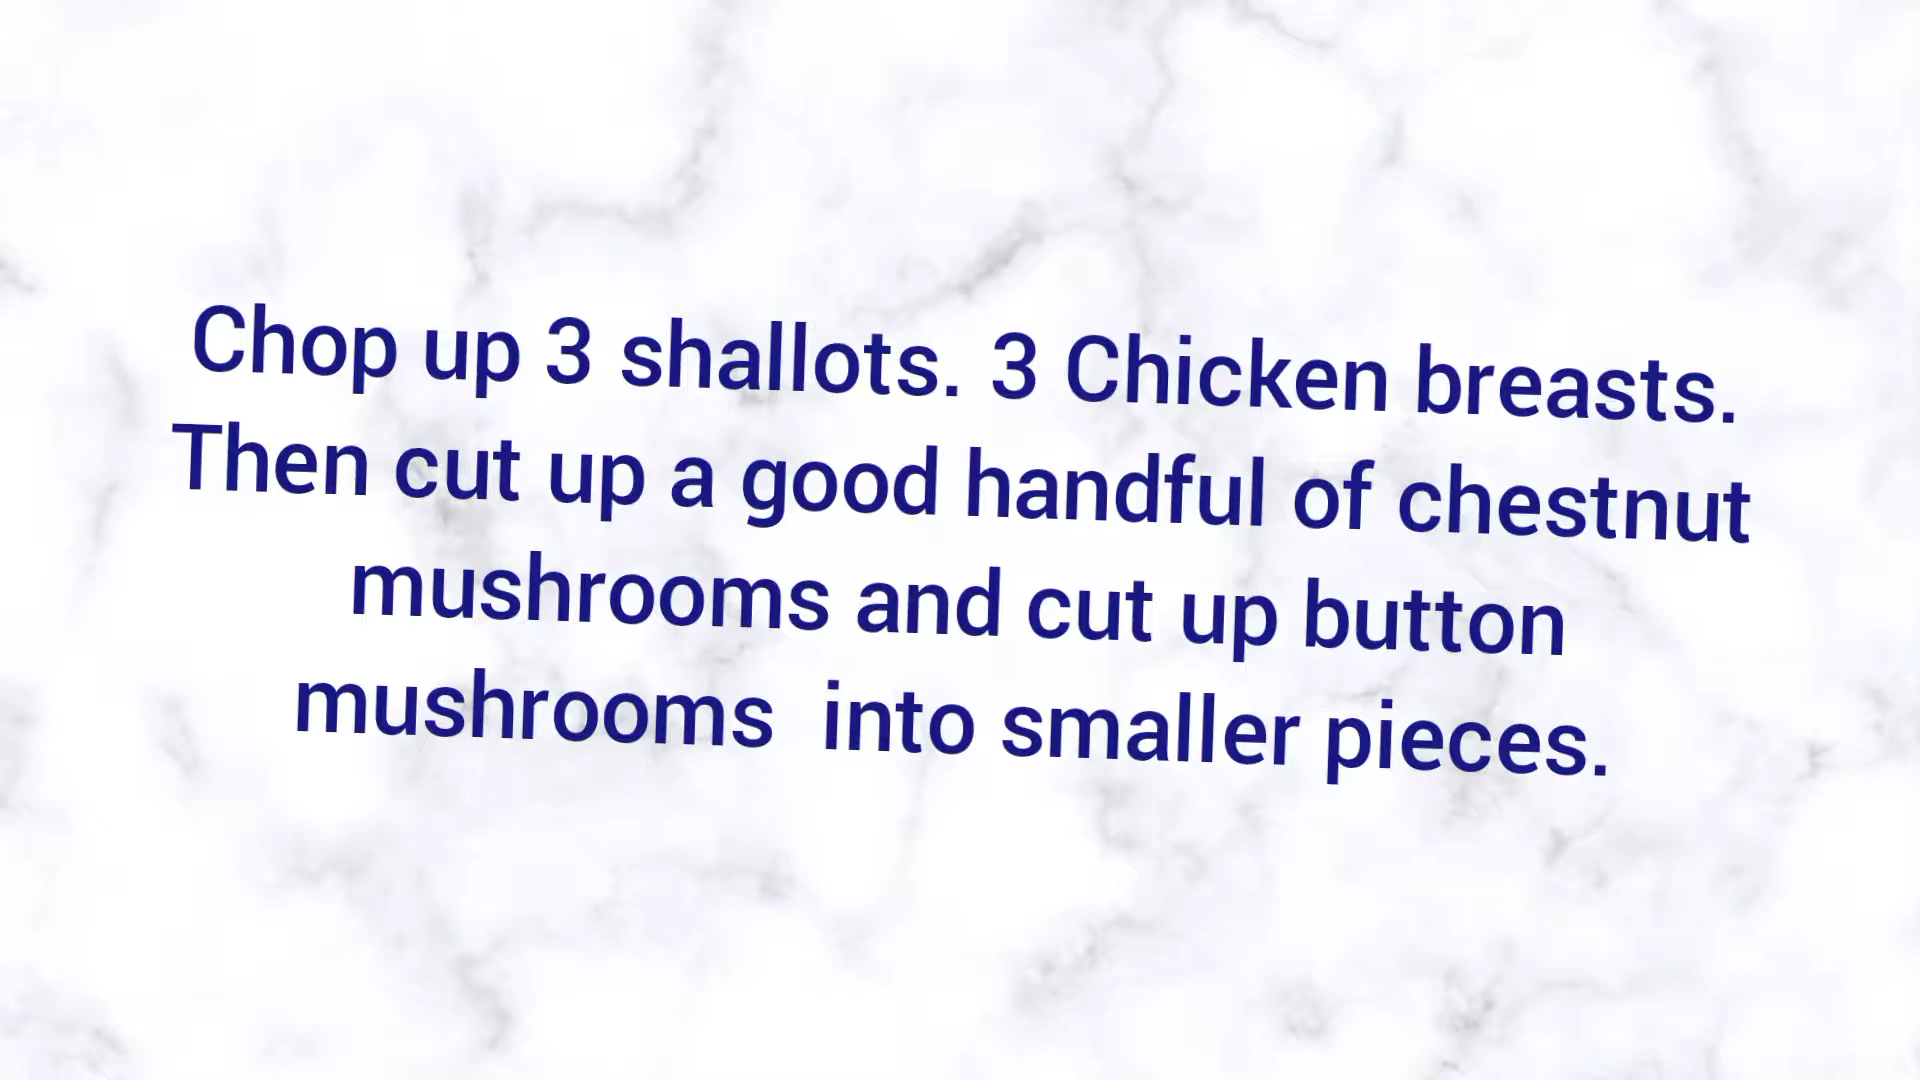 Chop up 3 shallots. 3 Chicken breasts.
Then cut up a good handful of chestnut
mushrooms and cut up button
mushrooms  into smaller pieces.